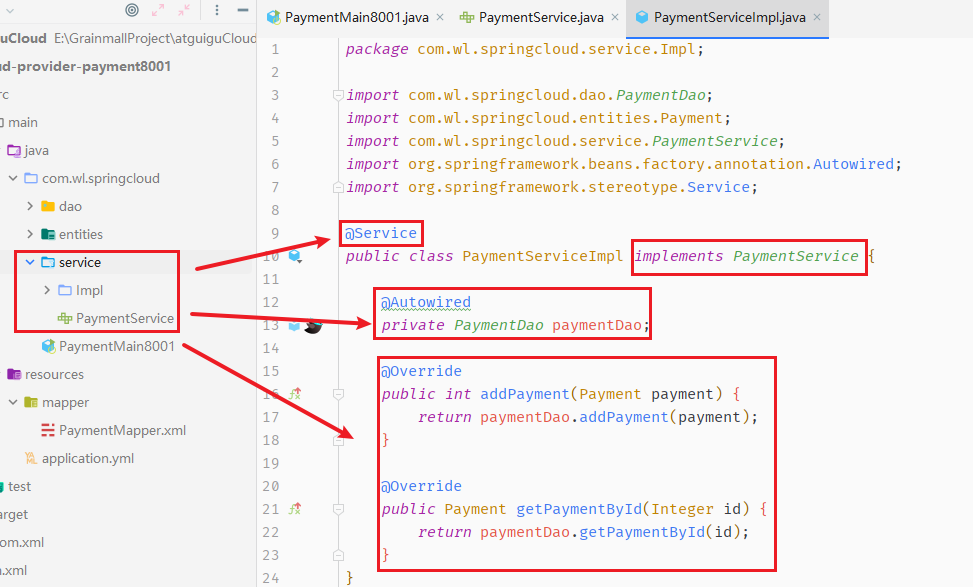 PaymentMain8001.java
PaymentService.java
PaymentServiceImpl.java
uCloud E:\GrainmallProject\atguiguCloud
d-provider-payment8001
rc
main
java
com.wl.springcloud
dao
entities
service
Impl
PaymentService
PaymentMain8001
resources
mapper
PaymentMapper.xml
application.yml
test
arget
om.xml
.xml
1 package com.wl.springcloud.service.Impl;
2
3 import com.wl.springcloud.dao.PaymentDao;
4 import com.wl.springcloud.entities.Payment;
5 import com.wl.springcloud.service.PaymentService;
6 import org.springframework.beans.factory.annotation.Autowired;
7 import org.springframework.stereotype.Service;
8
9 @Service
10 public class PaymentServiceImpl implements PaymentService {
11
12 @Autowired
13 private PaymentDao paymentDao;
14
15 @Override
16 public int addPayment(Payment payment) {
17 return paymentDao.addPayment(payment);
18 }
19
20 @Override
21 public Payment getPaymentById(Integer id) {
22 return paymentDao.getPaymentById(id);
23 }
24 }